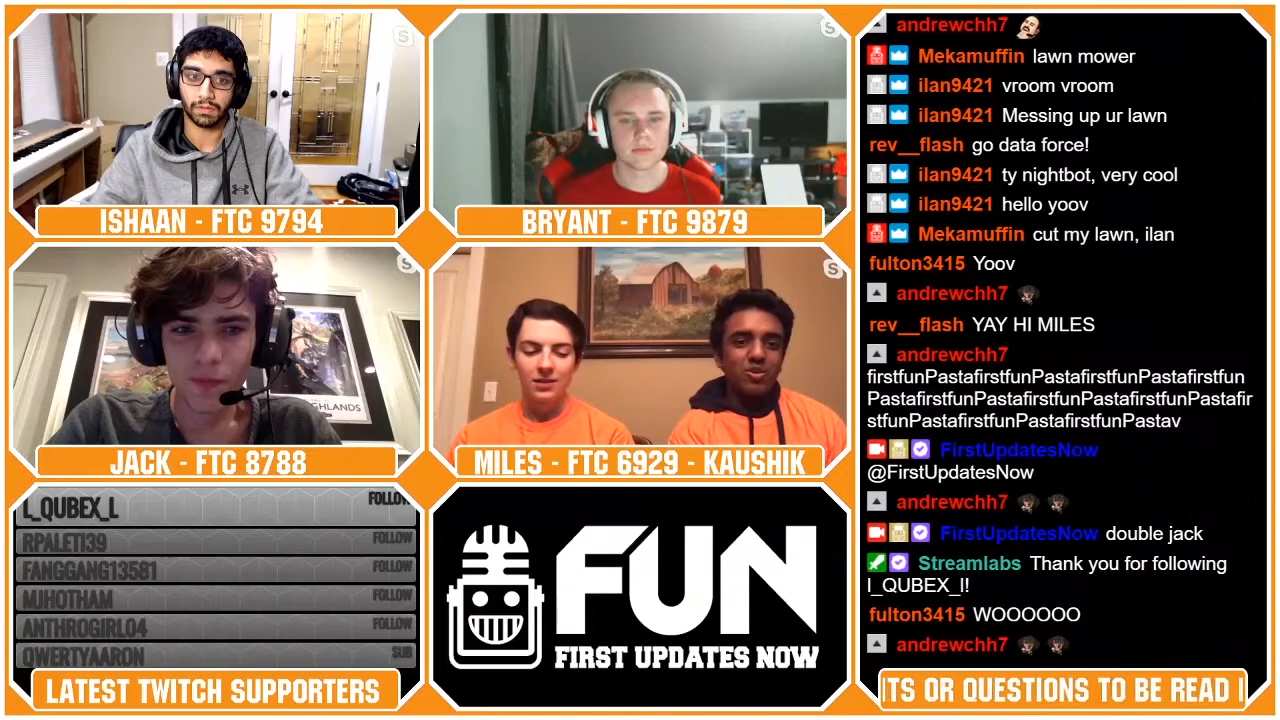 ISHAAN - FTC 9794
BRYANT - FTC 9879
JACK - FTC 8788
MILES - FTC 6929 - KAUSHIK
HIGHLANDS
L_QUBEX_L FOLLOW
RPALETI39 FOLLOW
FANGGANG13581 FOLLOW
MJHOTHAM FOLLOW
ANTHROGIRL04 FOLLOW
QWERTYAARON SUB
LATEST TWITCH SUPPORTERS
FUN
FIRST UPDATES NOW
andrewchh7
Mekamuffin lawn mower
ilan9421 vroom vroom
ilan9421 Messing up ur lawn
rev__flash go data force!
ilan9421 ty nightbot, very cool
ilan9421 hello yoov
Mekamuffin cut my lawn, ilan
fulton3415 Yoov
andrewchh7
rev__flash YAY HI MILES
andrewchh7
firstfunPastafirstfunPastafirstfunPastafirstfun
PastafirstfunPastafirstfunPastafirstfunPastafir
stfunPastafirstfunPastafirstfunPastav
FirstUpdatesNow
@FirstUpdatesNow
andrewchh7
FirstUpdatesNow double jack
Streamlabs Thank you for following
l_QUBEX_l!
fulton3415 WOOOOOO
andrewchh7
ITS OR QUESTIONS TO BE READ